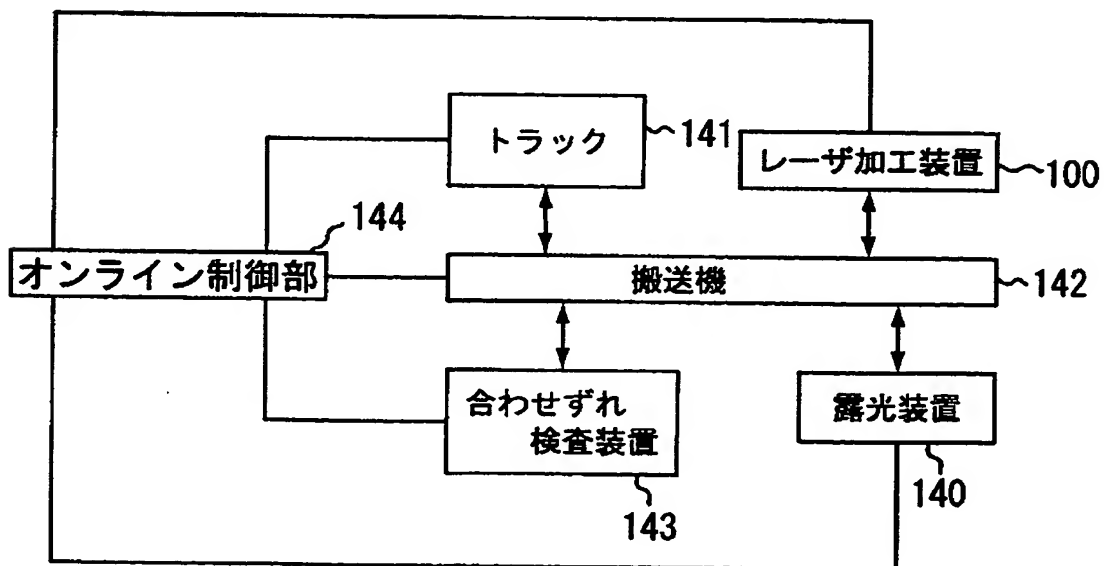 トラック
141
レーザ加工装置
100
144
オンライン制御部
搬送機
142
合わせずれ
検査装置
143
露光装置
140